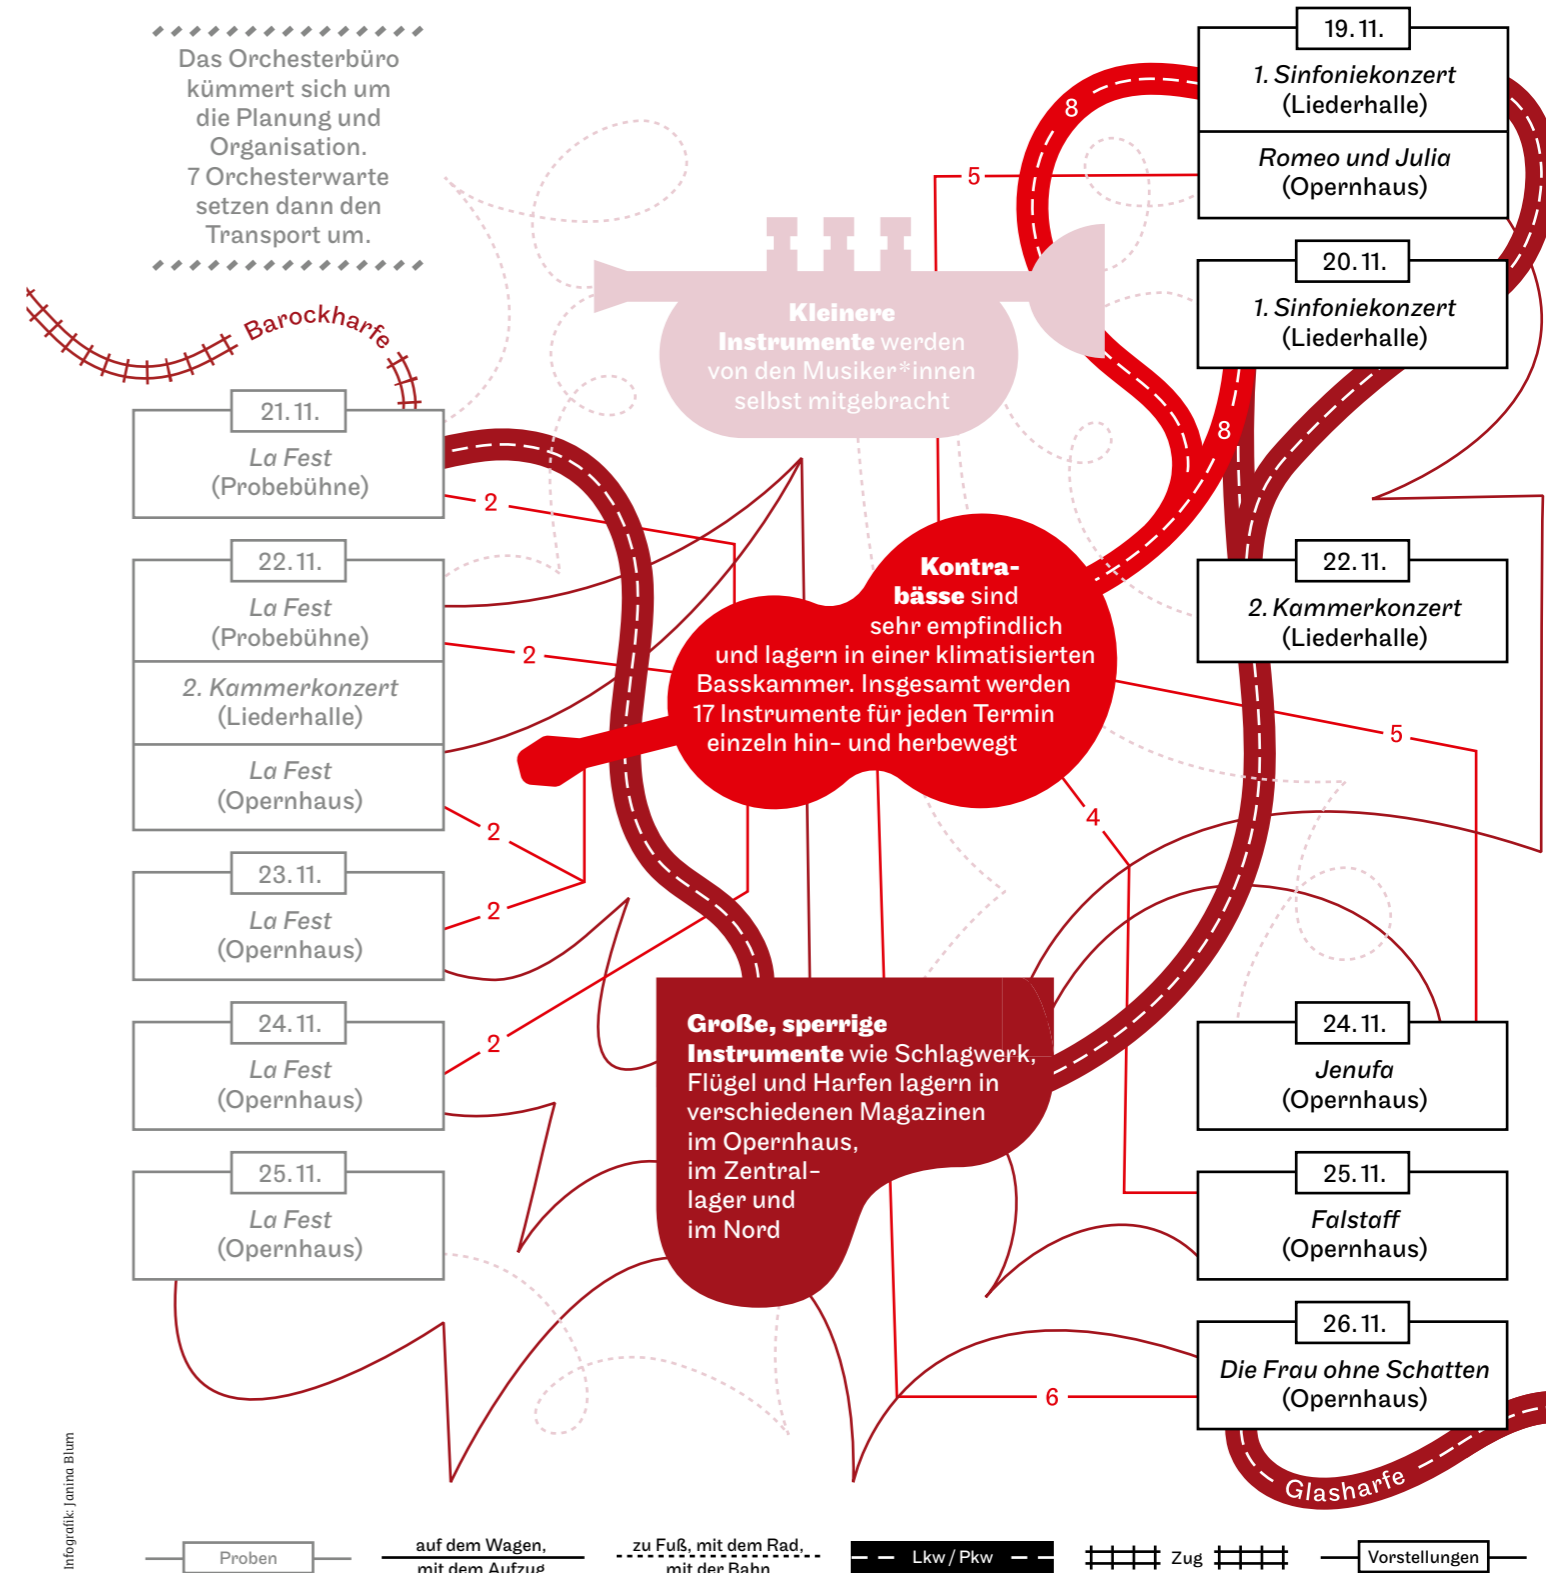 Das Orchesterbüro
kümmert sich um
die Planung und
Organisation.
7 Orchesterwarte
setzen dann den
Transport um.
Barockharfe
21.11.
La Fest
(Probebühne)
22.11.
La Fest
(Probebühne)
2. Kammerkonzert
(Liederhalle)
La Fest
(Opernhaus)
23.11.
La Fest
(Opernhaus)
24.11.
La Fest
(Opernhaus)
25.11.
La Fest
(Opernhaus)
2
2
2
2
2
Kleinere
Instrumente werden
von den Musiker*innen
selbst mitgebracht
Kontra-
bässe sind
sehr empfindlich
und lagern in einer klimatisierten
Basskammer. Insgesamt werden
17 Instrumente für jeden Termin
einzeln hin- und herbewegt
Große, sperrige
Instrumente wie Schlagwerk,
Flügel und Harfen lagern in
verschiedenen Magazinen
im Opernhaus,
im Zentral-
lager und
im Nord
8
5
8
5
4
6
19.11.
1. Sinfoniekonzert
(Liederhalle)
Romeo und Julia
(Opernhaus)
20.11.
1. Sinfoniekonzert
(Liederhalle)
22.11.
2. Kammerkonzert
(Liederhalle)
24.11.
Jenufa
(Opernhaus)
25.11.
Falstaff
(Opernhaus)
26.11.
Die Frau ohne Schatten
(Opernhaus)
Glasharfe
Infografik: Janina Blum
Proben
auf dem Wagen,
mit dem Aufzug
zu Fuß, mit dem Rad,
mit der Bahn
Lkw / Pkw
Zug
Vorstellungen